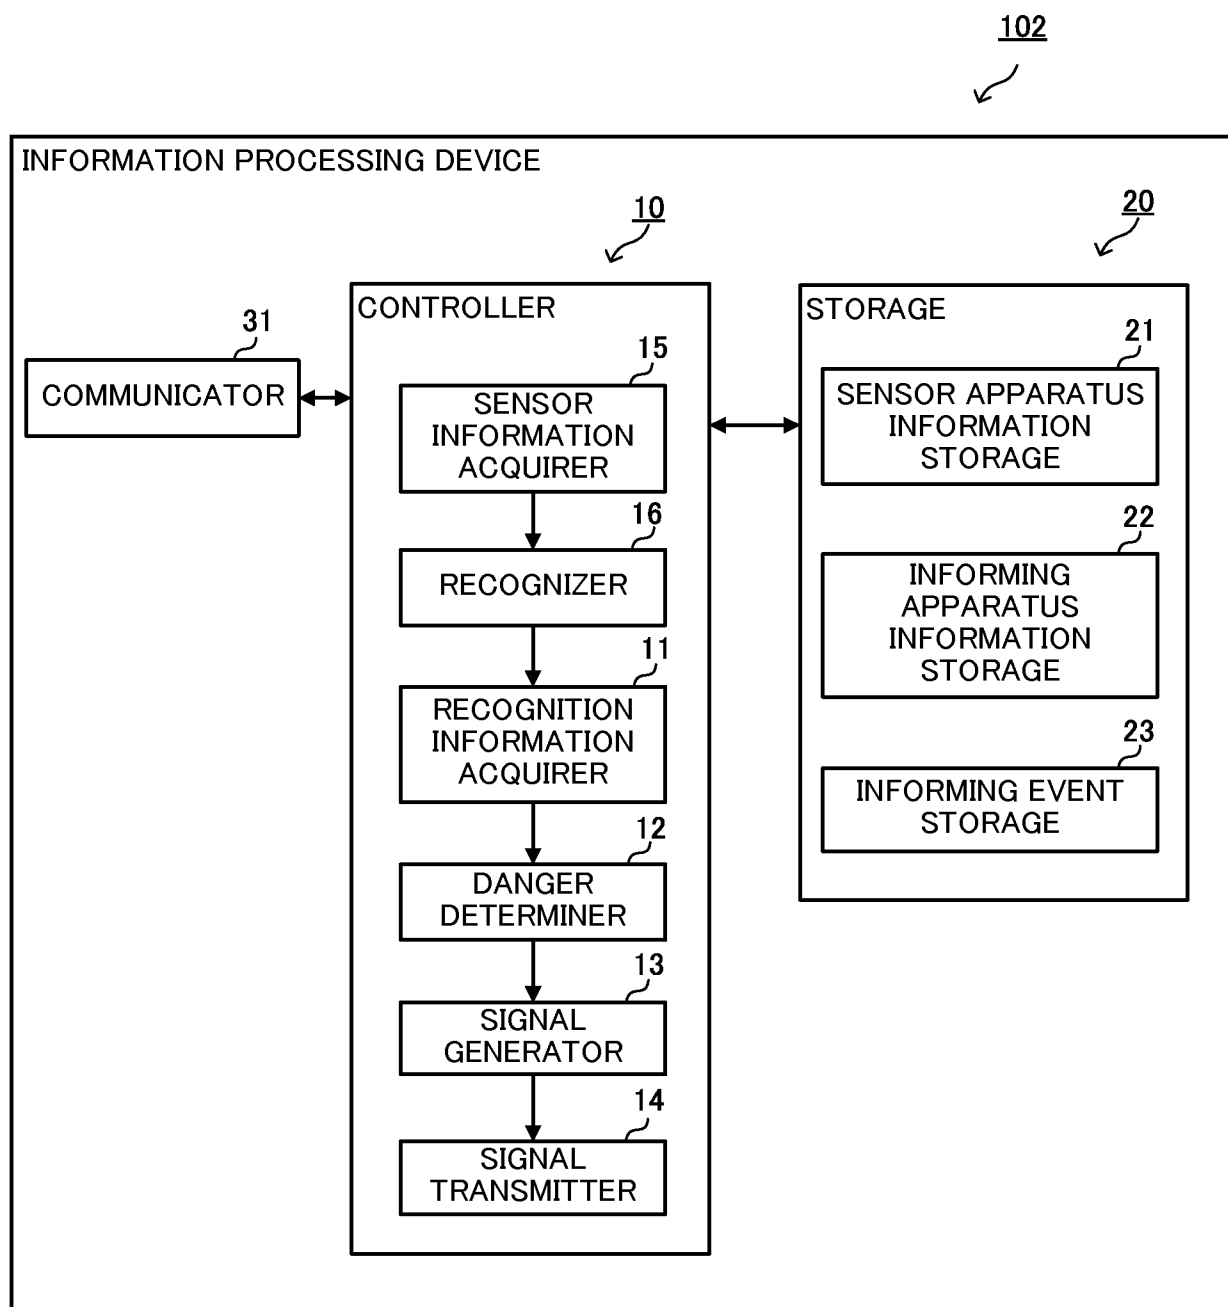 102
INFORMATION PROCESSING DEVICE
10
20
31
COMMUNICATOR
CONTROLLER
15
SENSOR
INFORMATION
ACQUIRER
16
RECOGNIZER
11
RECOGNITION
INFORMATION
ACQUIRER
12
DANGER
DETERMINER
13
SIGNAL
GENERATOR
14
SIGNAL
TRANSMITTER
STORAGE
21
SENSOR APPARATUS
INFORMATION
STORAGE
22
INFORMING
APPARATUS
INFORMATION
STORAGE
23
INFORMING EVENT
STORAGE